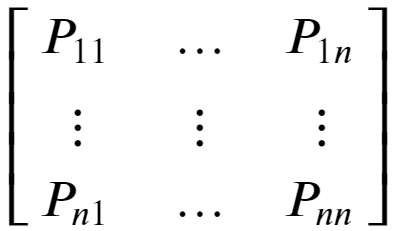 P₁₁ … P₁ₙ
⋮ ⋮ ⋮
Pₙ₁ … Pₙₙ